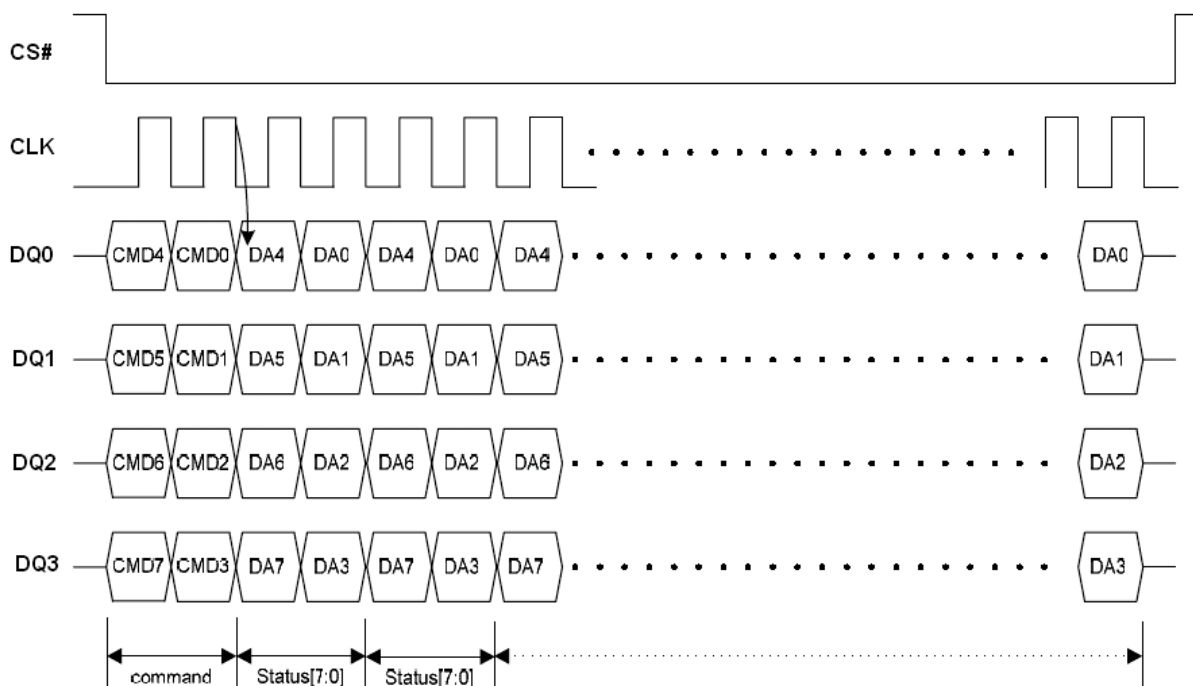 CS#
CLK
DQ0 CMD4 CMD0 DA4 DA0 DA4 DA0 DA4 DA0
DQ1 CMD5 CMD1 DA5 DA1 DA5 DA1 DA5 DA1
DQ2 CMD6 CMD2 DA6 DA2 DA6 DA2 DA6 DA2
DQ3 CMD7 CMD3 DA7 DA3 DA7 DA3 DA7 DA3
command Status[7:0] Status[7:0]